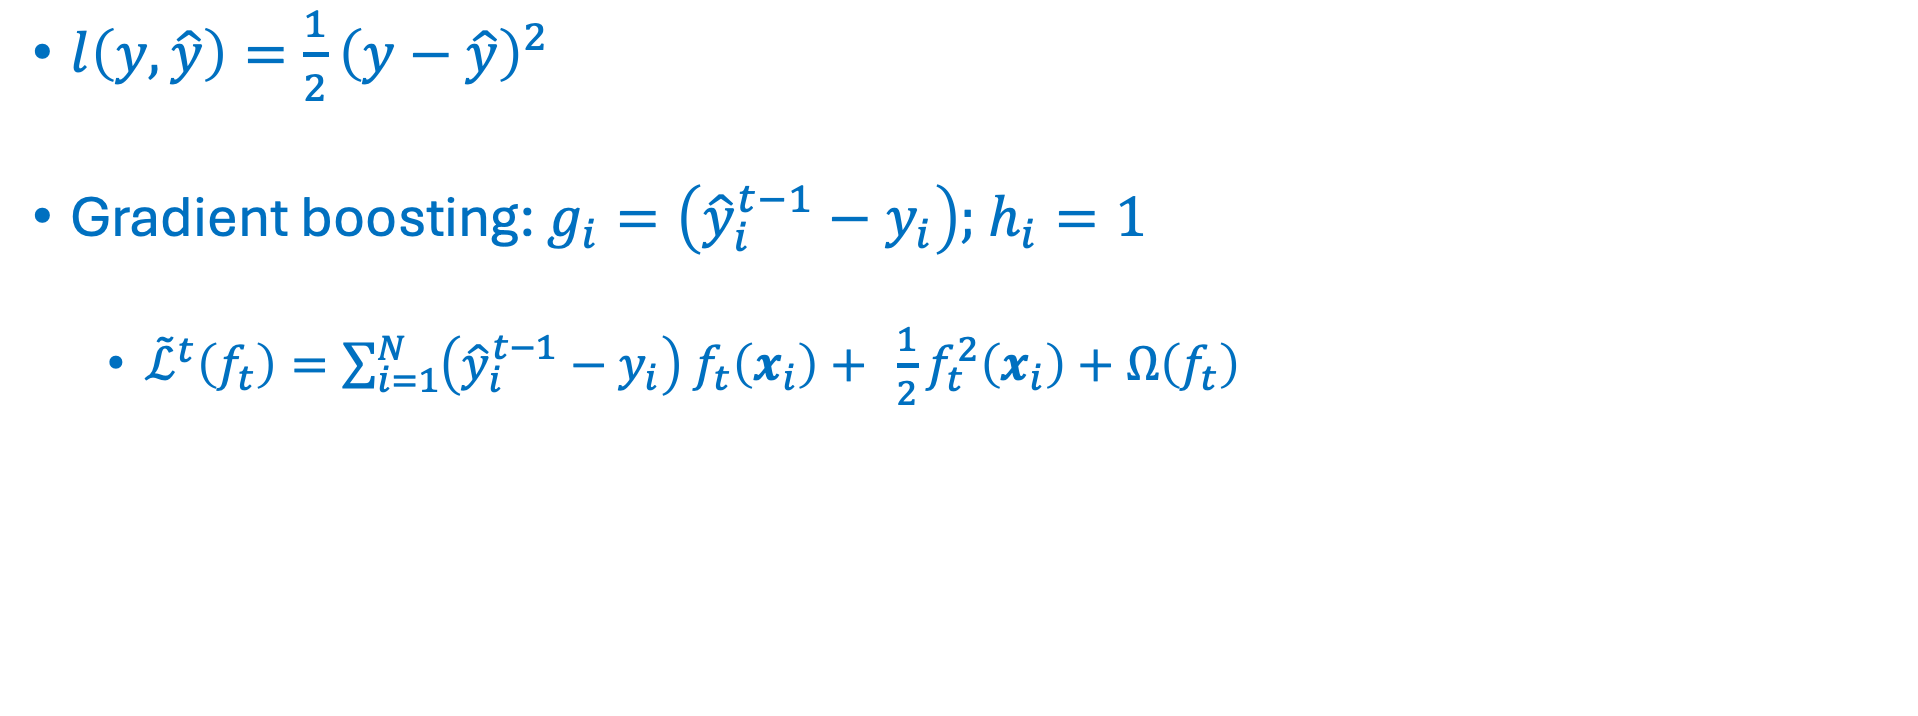 • l(y, ŷ) = 1/2 (y − ŷ)²
• Gradient boosting: gᵢ = (ŷᵢᵗ⁻¹ − yᵢ); hᵢ = 1
• ℒ̃ᵗ(fₜ) = ∑ᵢ₌₁ᴺ(ŷᵢᵗ⁻¹ − yᵢ) fₜ(𝒙ᵢ) + 1/2 fₜ²(𝒙ᵢ) + Ω(fₜ)